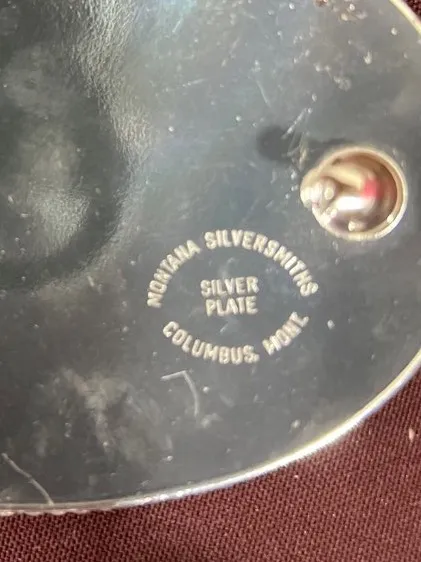 MONTANA SILVERSMITHS
SILVER
PLATE
COLUMBUS, MONT.